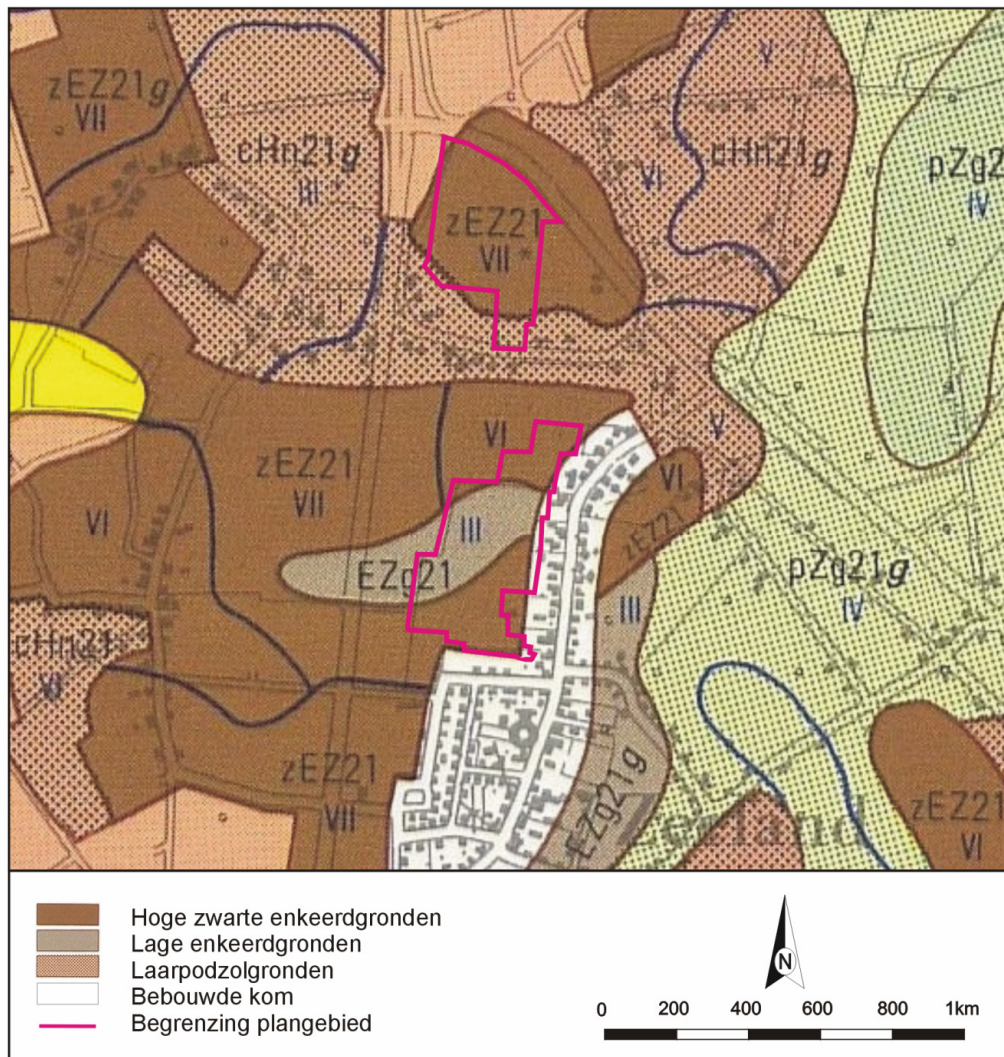 zEZ21g
VII
cHn21g
III
V
cHn21g
VI
pZg2
IV
zEZ21
VII *
VI
zEZ21
VII
VI
III
EZg21
V
VI
zEZ21
pZg21g
IV
III
cHn21
VI
zEZ21
VII
EZg21g
zEZ21
VI
Hoge zwarte enkeerdgronden
Lage enkeerdgronden
Laarpodzolgronden
Bebouwde kom
Begrenzing plangebied
N
0 200 400 600 800 1km